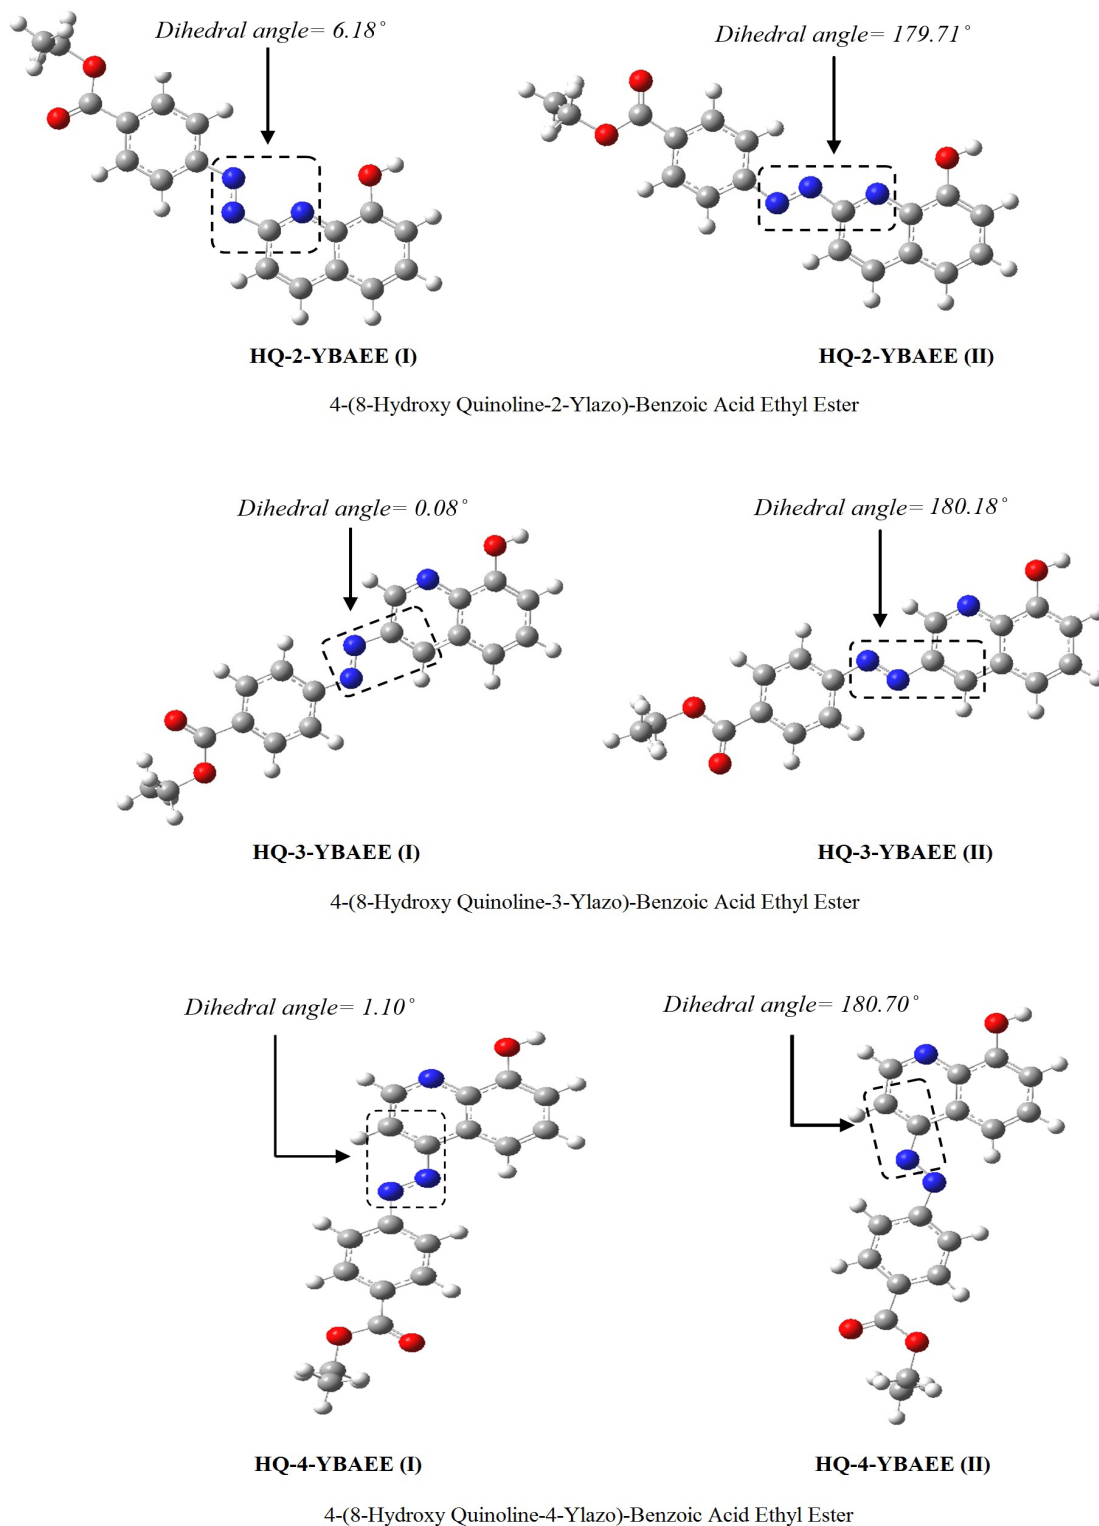 Dihedral angle= 6.18°
Dihedral angle= 179.71°
HQ-2-YBAEE (I)
HQ-2-YBAEE (II)
4-(8-Hydroxy Quinoline-2-Ylazo)-Benzoic Acid Ethyl Ester
Dihedral angle= 0.08°
Dihedral angle= 180.18°
HQ-3-YBAEE (I)
HQ-3-YBAEE (II)
4-(8-Hydroxy Quinoline-3-Ylazo)-Benzoic Acid Ethyl Ester
Dihedral angle= 1.10°
Dihedral angle= 180.70°
HQ-4-YBAEE (I)
HQ-4-YBAEE (II)
4-(8-Hydroxy Quinoline-4-Ylazo)-Benzoic Acid Ethyl Ester